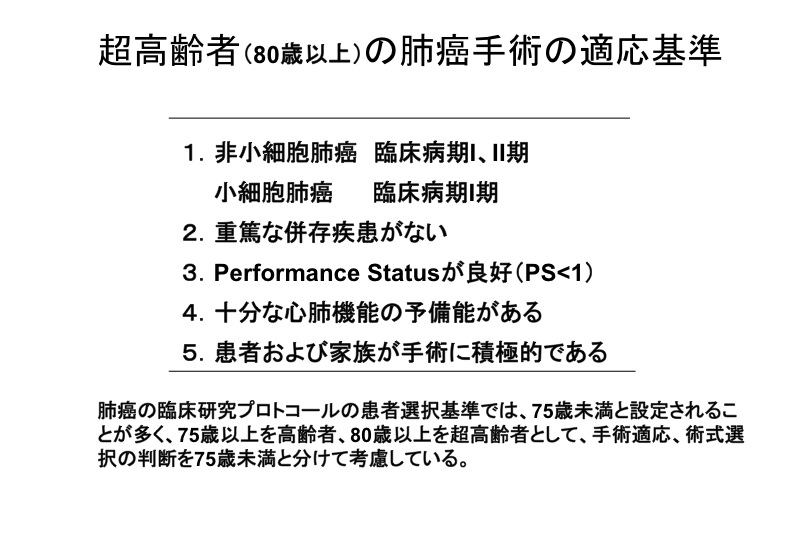 超高齢者(80歳以上)の肺癌手術の適応基準
１．非小細胞肺癌　臨床病期I、II期
小細胞肺癌　臨床病期I期
２．重篤な併存疾患がない
３．Performance Statusが良好（PS<1）
４．十分な心肺機能の予備能がある
５．患者および家族が手術に積極的である
肺癌の臨床研究プロトコールの患者選択基準では、75歳未満と設定されるこ
とが多く、75歳以上を高齢者、80歳以上を超高齢者として、手術適応、術式選
択の判断を75歳未満と分けて考慮している。